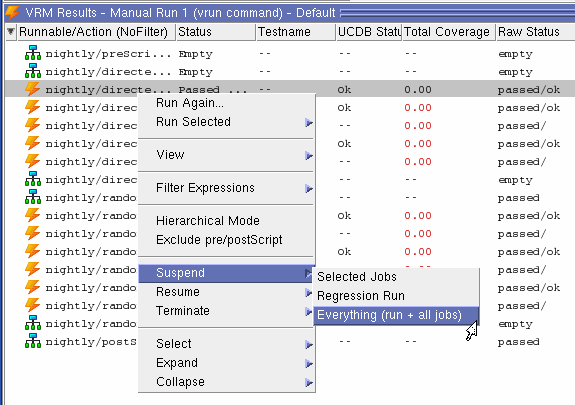 VRM Results - Manual Run 1 (vrun command) - Default
Runnable/Action (NoFilter) Status Testname UCDB Statu Total Coverage Raw Status
nightly/preScri... Empty -- -- -- empty
nightly/directe... Empty -- -- -- empty
nightly/directe... Passed ... -- Ok 0.00 passed/ok
nightly/direc Run Again... Ok 0.00 passed/ok
nightly/direc Run Selected -- 0.00 passed/
nightly/direc Ok 0.00 passed/ok
nightly/direc View -- 0.00 passed/
nightly/direc Filter Expressions -- -- empty
nightly/rando -- -- passed
nightly/rando Hierarchical Mode Ok 0.00 passed/ok
nightly/rando Exclude pre/postScript -- 0.00 passed/
nightly/rando Ok 0.00 passed/ok
nightly/rando Suspend Selected Jobs passed/
nightly/rando Resume Regression Run passed/ok
nightly/rando Terminate Everything (run + all jobs) passed/
nightly/rando empty
nightly/postS Select -- -- passed
Expand
Collapse